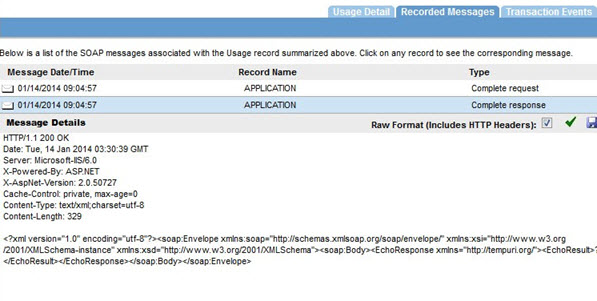 Usage Detail Recorded Messages Transaction Events
Below is a list of the SOAP messages associated with the Usage record summarized above. Click on any record to see the corresponding message.
Message Date/Time Record Name Type
01/14/2014 09:04:57 APPLICATION Complete request
01/14/2014 09:04:57 APPLICATION Complete response
Message Details Raw Format (Includes HTTP Headers):
HTTP/1.1 200 OK
Date: Tue, 14 Jan 2014 03:30:39 GMT
Server: Microsoft-IIS/6.0
X-Powered-By: ASP.NET
X-AspNet-Version: 2.0.50727
Cache-Control: private, max-age=0
Content-Type: text/xml;charset=utf-8
Content-Length: 329
<?xml version="1.0" encoding="utf-8"?><soap:Envelope xmlns:soap="http://schemas.xmlsoap.org/soap/envelope/" xmlns:xsi="http://www.w3.org
/2001/XMLSchema-instance" xmlns:xsd="http://www.w3.org/2001/XMLSchema"><soap:Body><EchoResponse xmlns="http://tempuri.org/"><EchoResult>?
</EchoResult></EchoResponse></soap:Body></soap:Envelope>